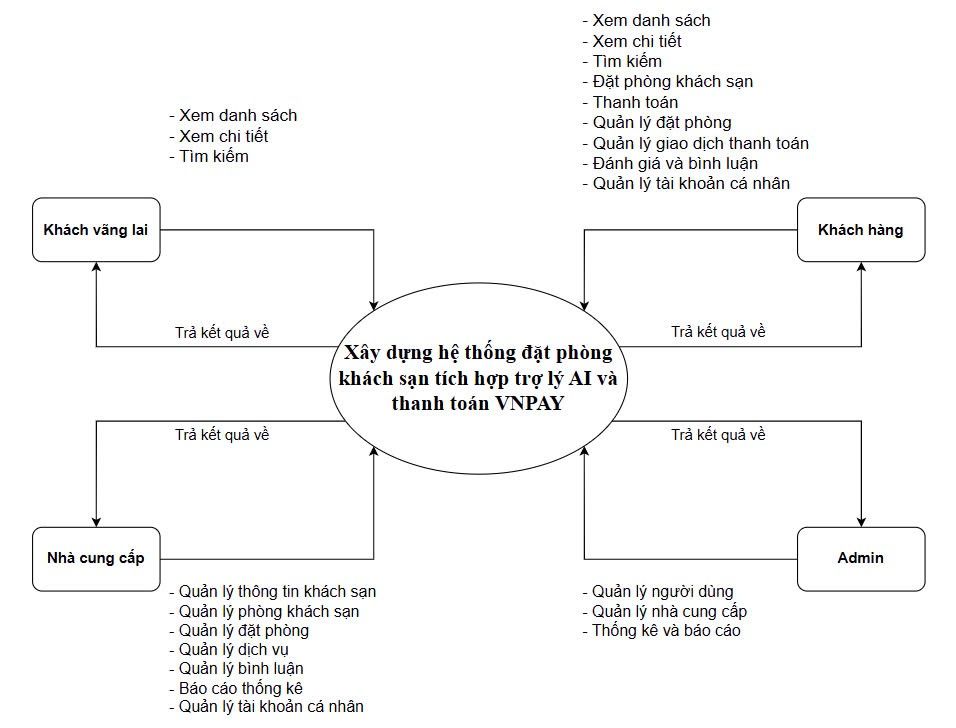 - Xem danh sách
- Xem chi tiết
- Tìm kiếm
- Đặt phòng khách sạn
- Thanh toán
- Quản lý đặt phòng
- Quản lý giao dịch thanh toán
- Đánh giá và bình luận
- Quản lý tài khoản cá nhân
- Xem danh sách
- Xem chi tiết
- Tìm kiếm
Khách vãng lai
Khách hàng
Trả kết quả về
Trả kết quả về
Xây dựng hệ thống đặt phòng
khách sạn tích hợp trợ lý AI và
thanh toán VNPAY
Trả kết quả về
Trả kết quả về
Nhà cung cấp
Admin
- Quản lý thông tin khách sạn
- Quản lý phòng khách sạn
- Quản lý đặt phòng
- Quản lý dịch vụ
- Quản lý bình luận
- Báo cáo thống kê
- Quản lý tài khoản cá nhân
- Quản lý người dùng
- Quản lý nhà cung cấp
- Thống kê và báo cáo